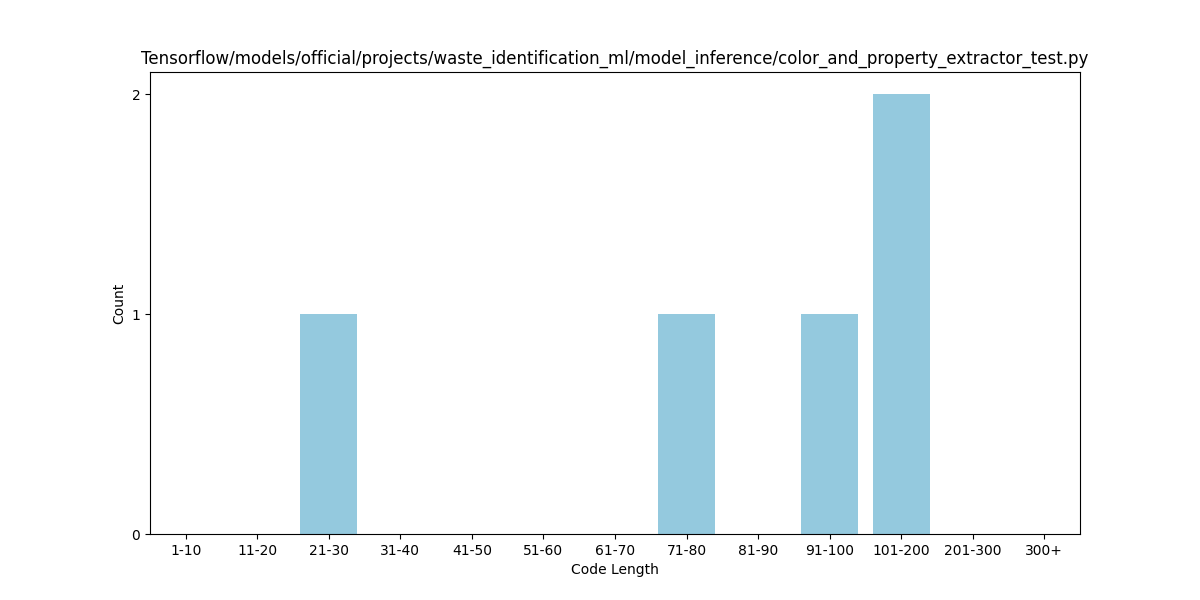 Tensorflow/models/official/projects/waste_identification_ml/model_inference/color_and_property_extractor_test.py
2
1
0
Count
1-10 11-20 21-30 31-40 41-50 51-60 61-70 71-80 81-90 91-100 101-200 201-300 300+
Code Length